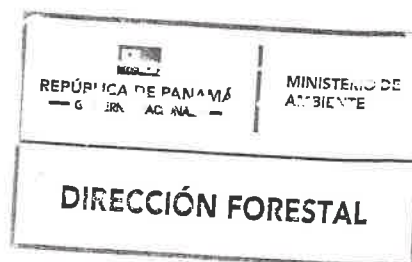 REPÚBLICA DE PANAMÁ
MINISTERIO DE
AMBIENTE
DIRECCIÓN FORESTAL